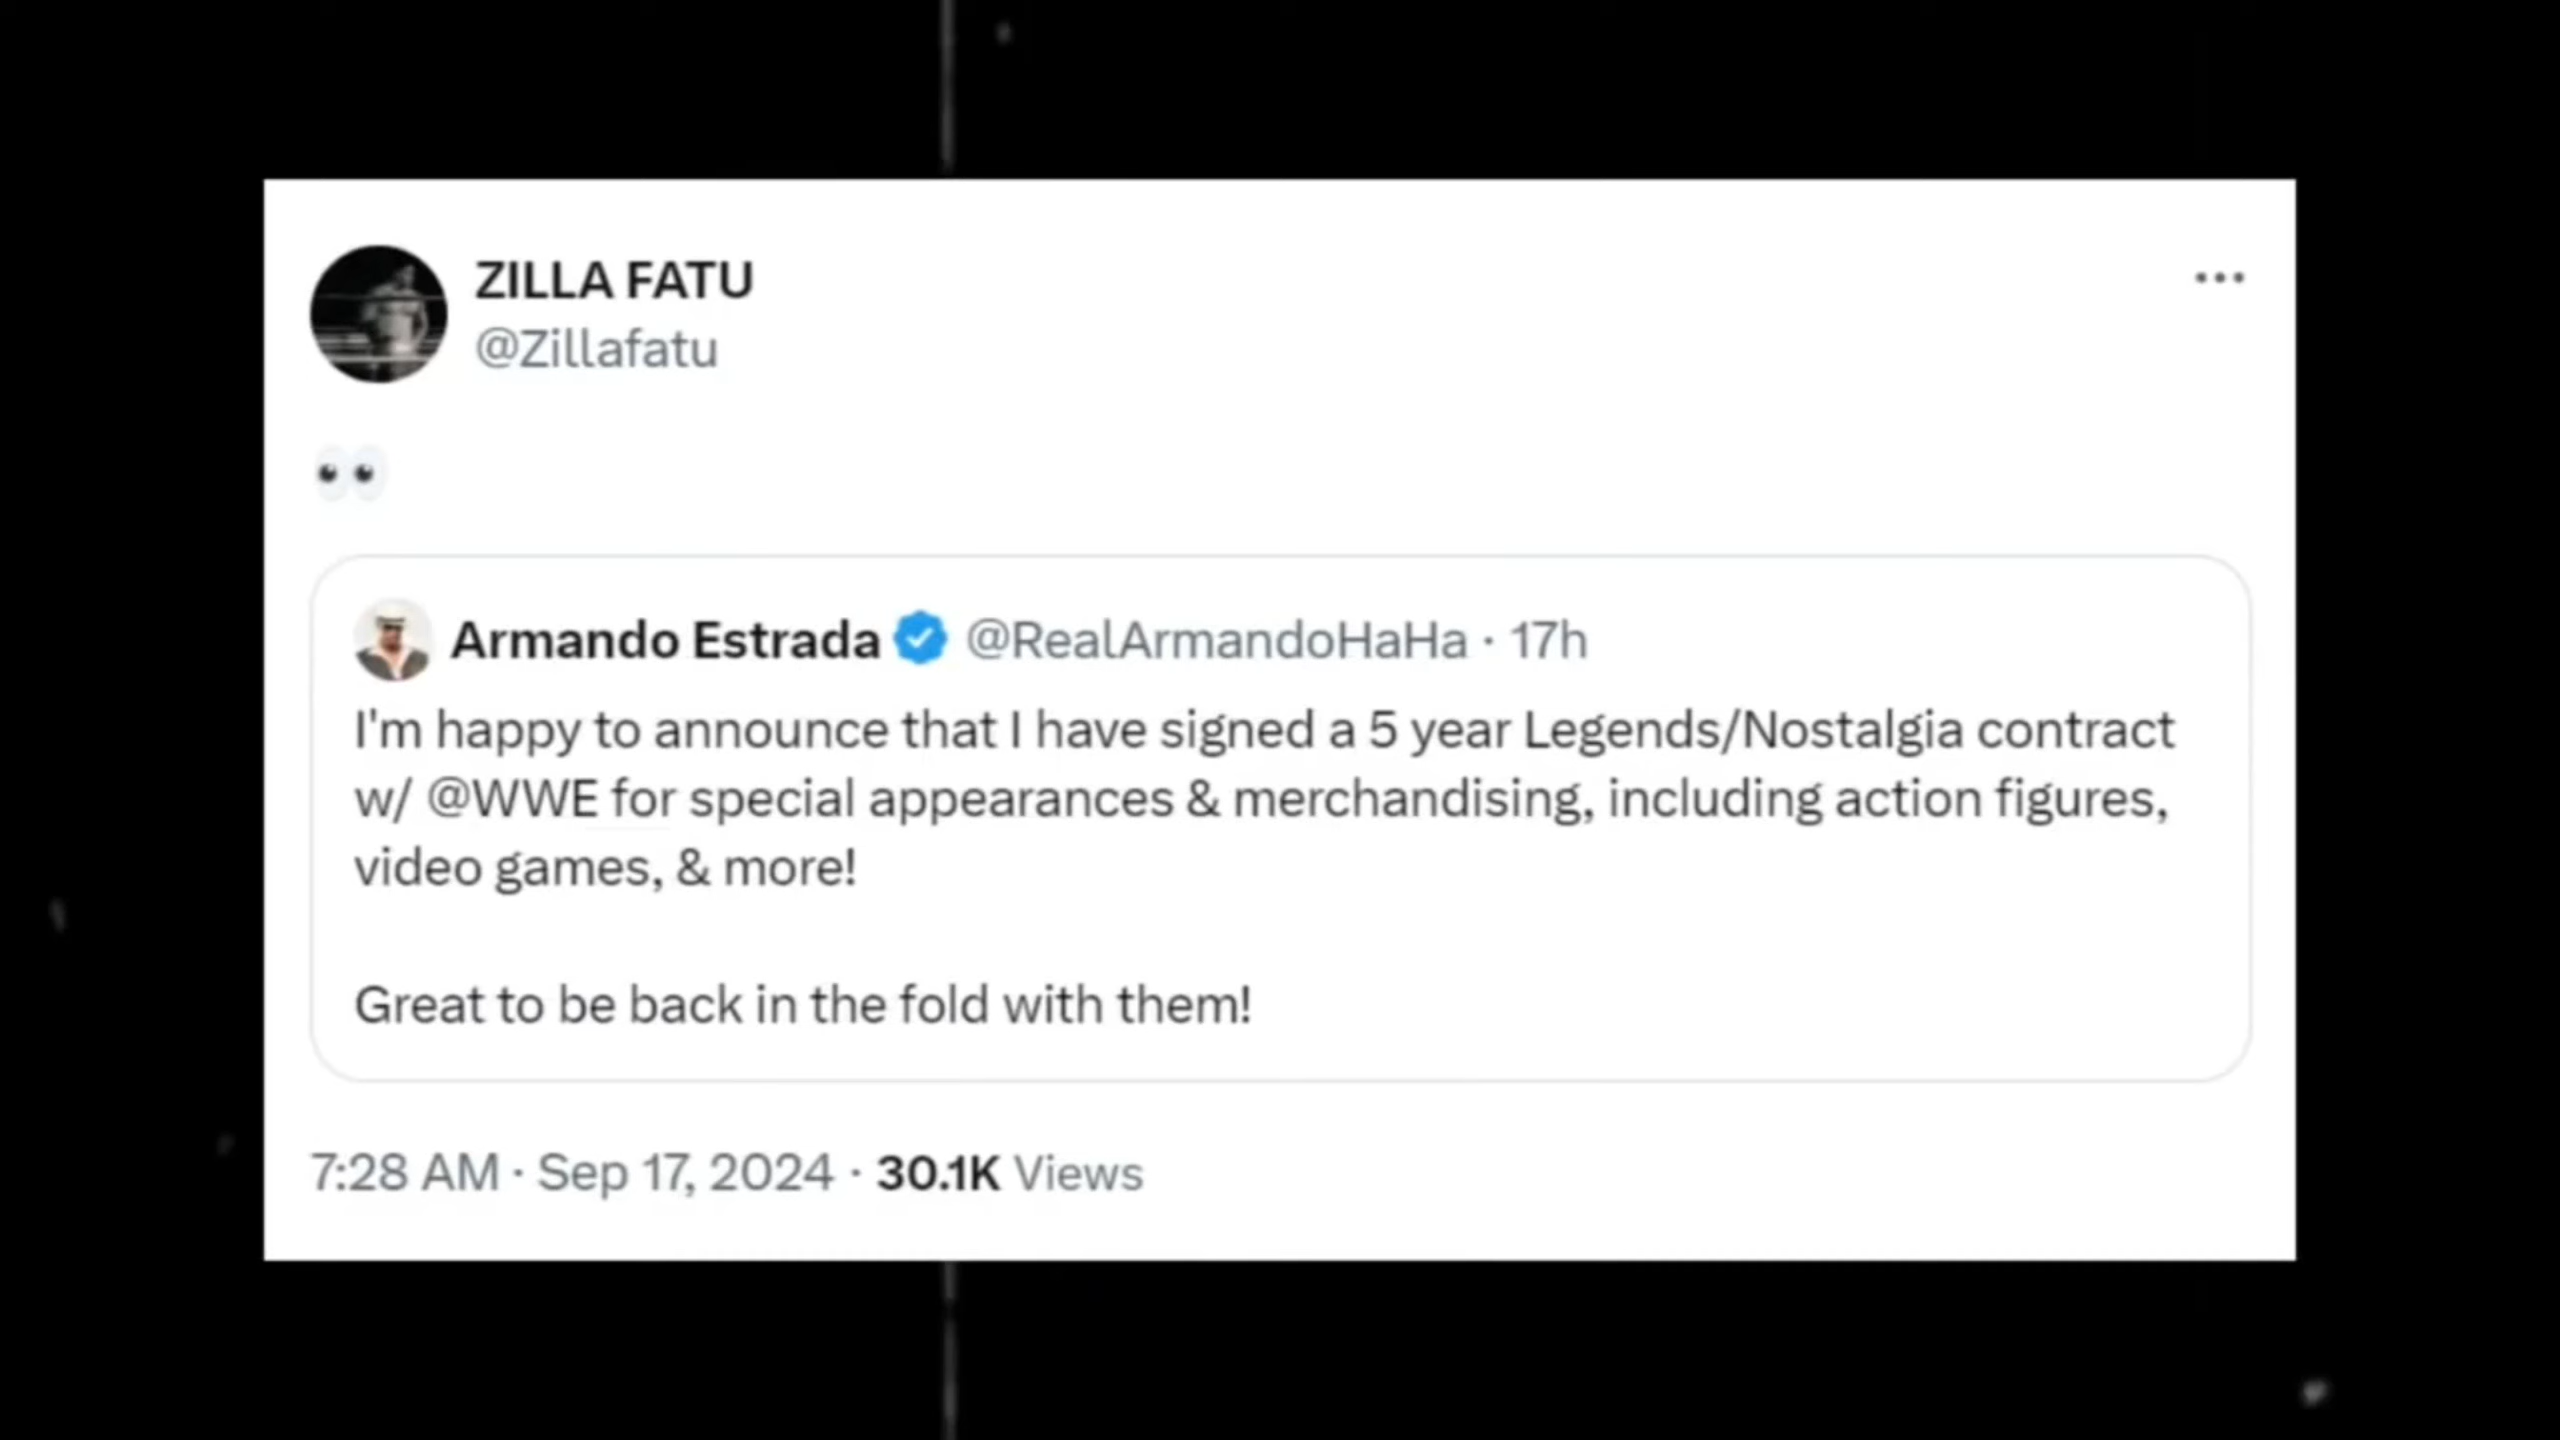 ZILLA FATU
@Zillafatu
👀
Armando Estrada @RealArmandoHaHa · 17h
I'm happy to announce that I have signed a 5 year Legends/Nostalgia contract
w/ @WWE for special appearances & merchandising, including action figures,
video games, & more!
Great to be back in the fold with them!
7:28 AM · Sep 17, 2024 · 30.1K Views